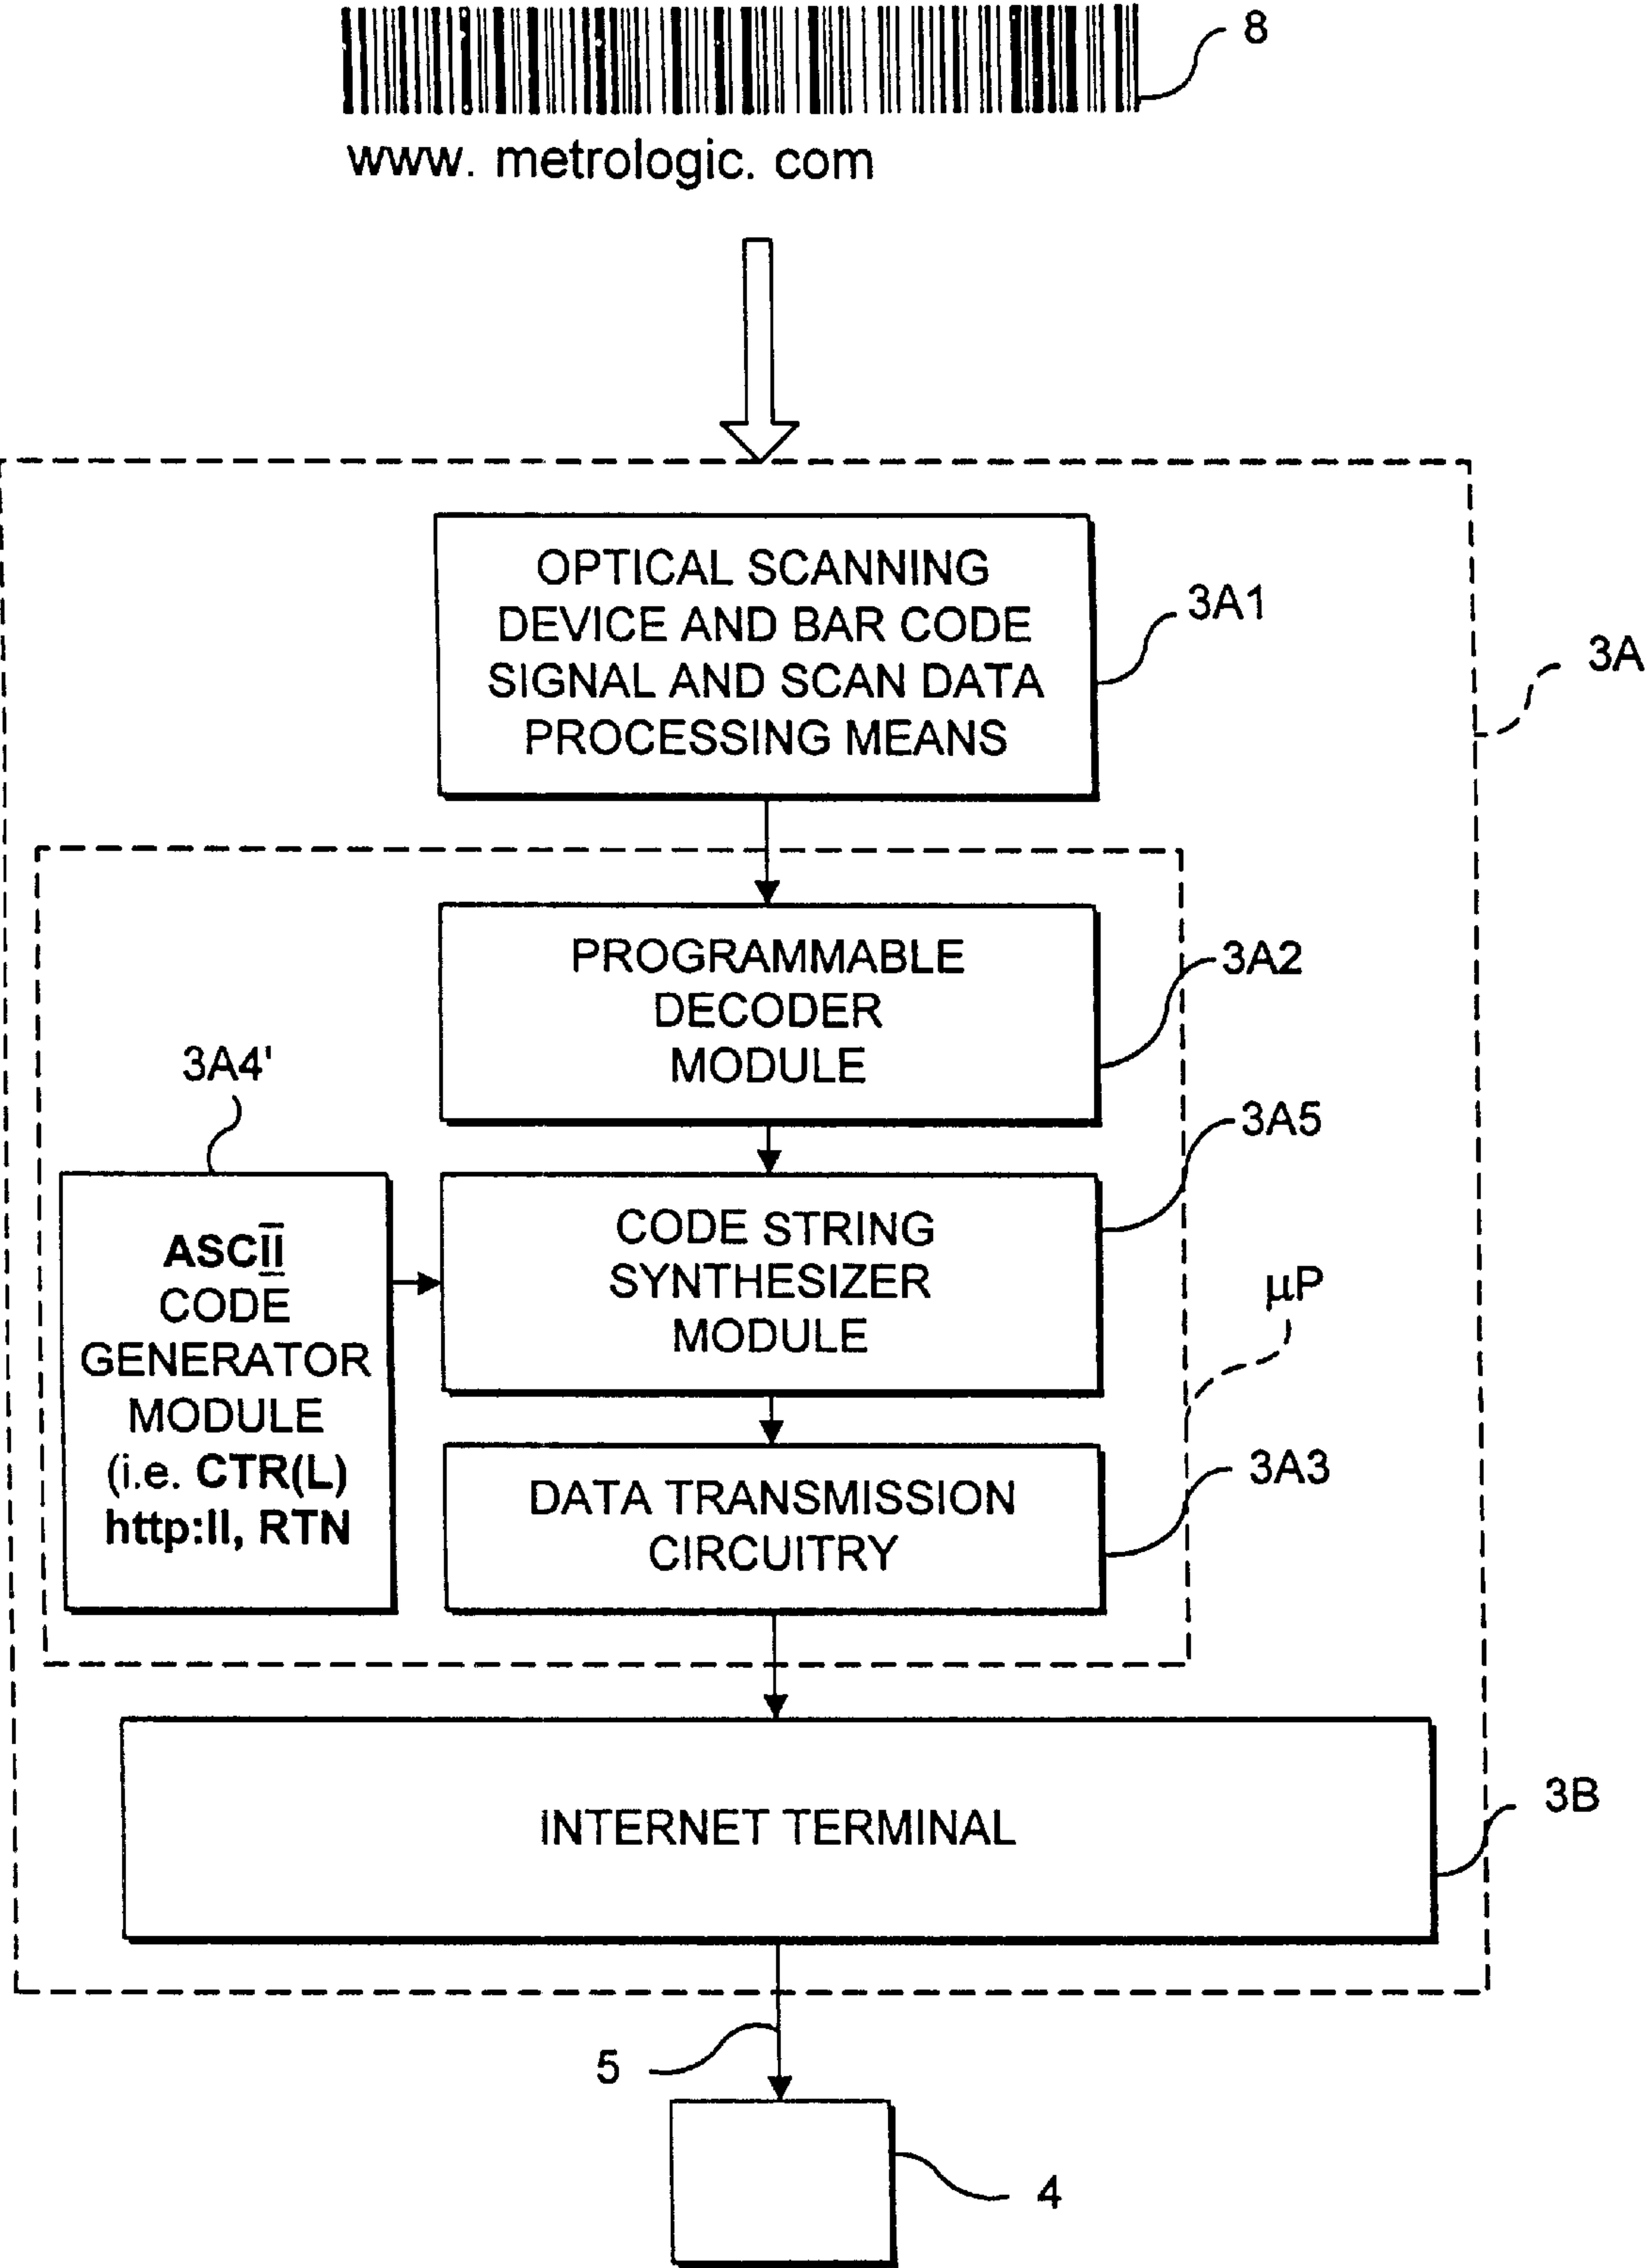 8
www. metrologic. com
OPTICAL SCANNING
DEVICE AND BAR CODE
SIGNAL AND SCAN DATA
PROCESSING MEANS
3A1
3A
PROGRAMMABLE
DECODER
MODULE
3A2
3A4'
3A5
ASCII
CODE
GENERATOR
MODULE
(i.e. CTR(L)
http:II, RTN
CODE STRING
SYNTHESIZER
MODULE
µP
DATA TRANSMISSION
CIRCUITRY
3A3
INTERNET TERMINAL
3B
5
4